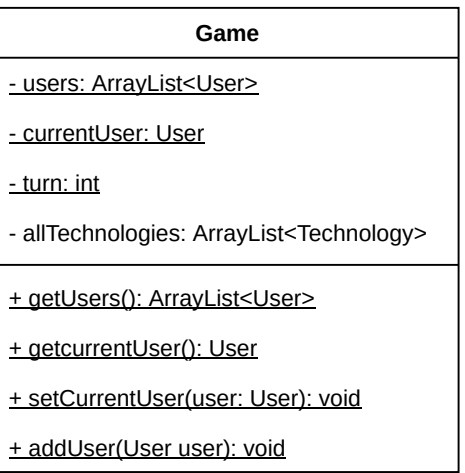 Game
- users: ArrayList<User>
- currentUser: User
- turn: int
- allTechnologies: ArrayList<Technology>
+ getUsers(): ArrayList<User>
+ getcurrentUser(): User
+ setCurrentUser(user: User): void
+ addUser(User user): void